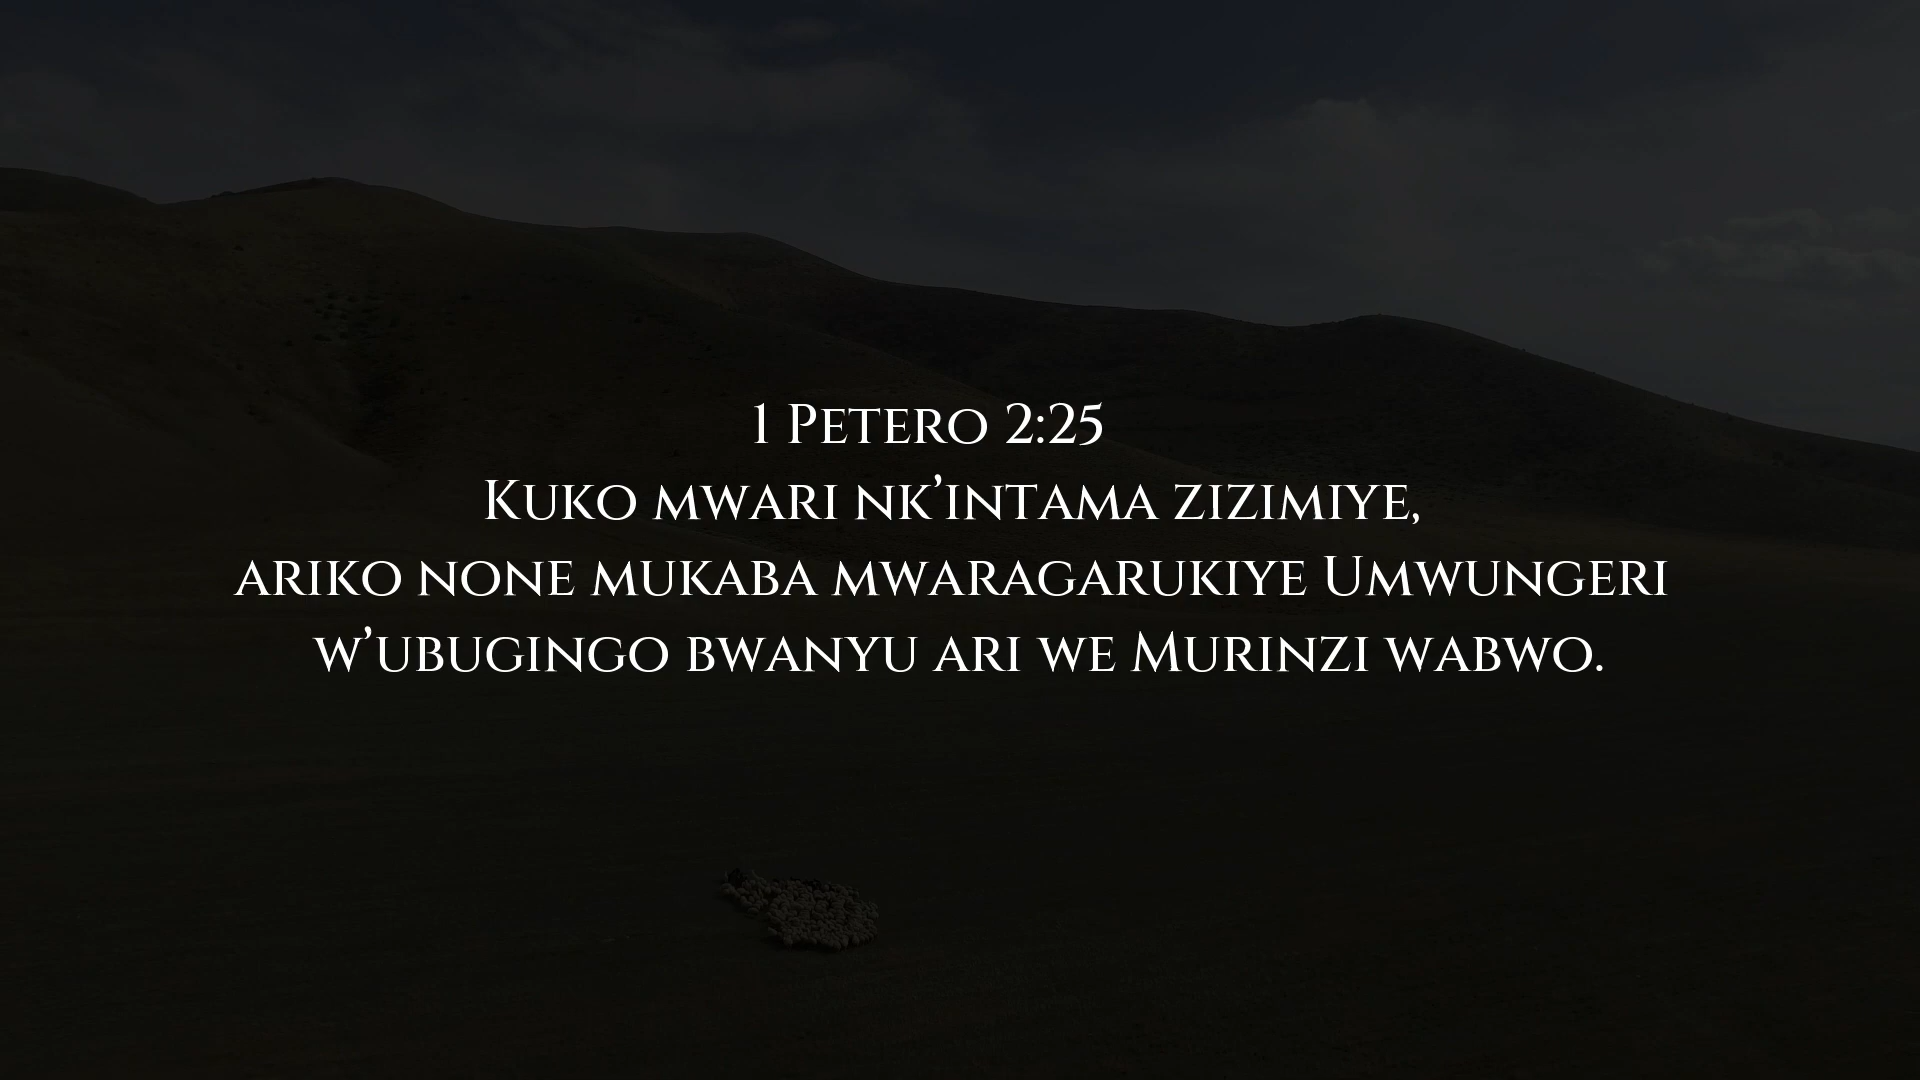 1 Petero 2:25
Kuko mwari nk’intama zizimiye,
ariko none mukaba mwaragarukiye Umwungeri
w’ubugingo bwanyu ari we Murinzi wabwo.